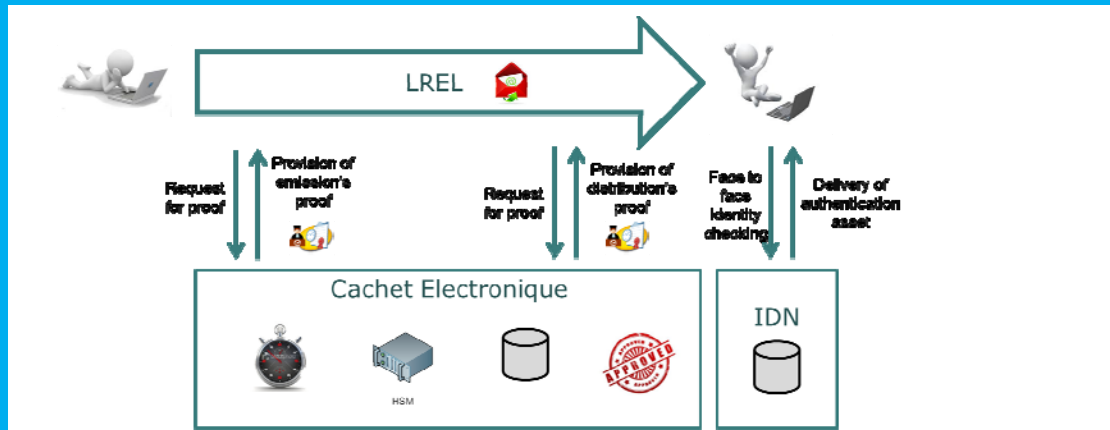 LREL
Request
for proof
Provision of
emission's
proof
Request
for proof
Provision of
distribution's
proof
Face to
face
identity
checking
Delivery of
authentication
asset
Cachet Electronique
HSM
APPROVED
IDN